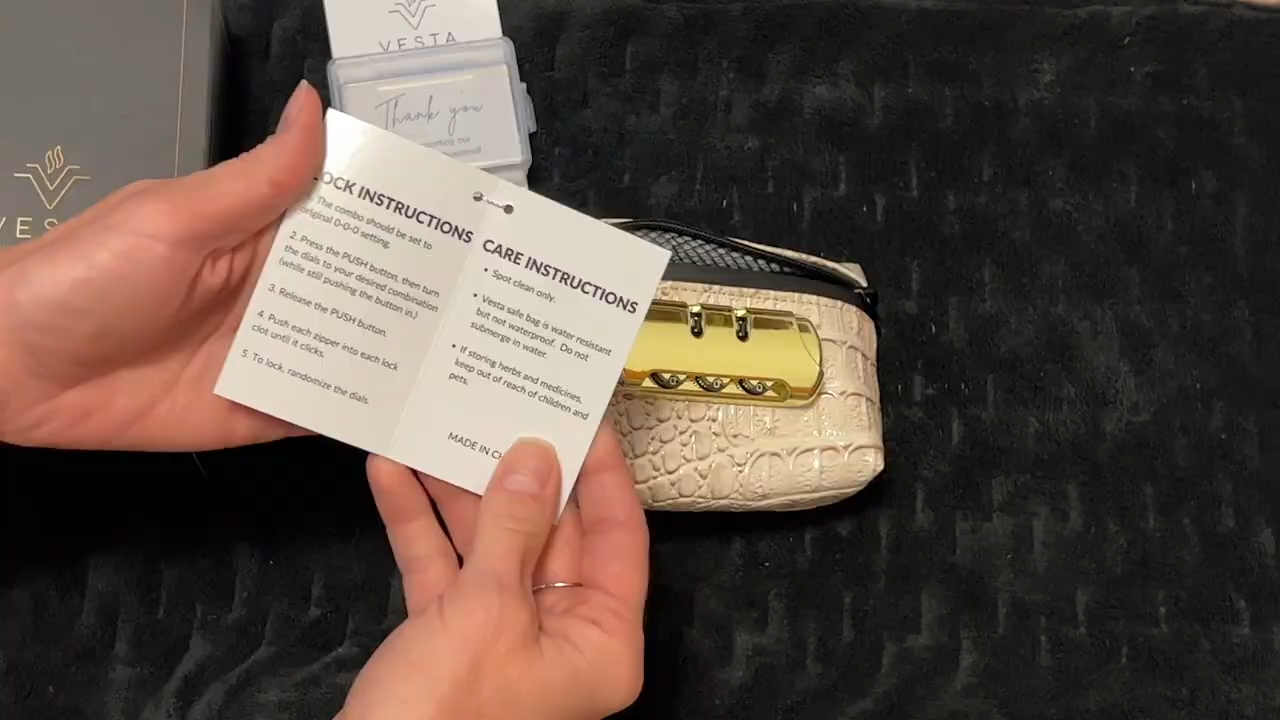 VESTA
Thank you
OCK INSTRUCTIONS
The combo should be set to
original 0-0-0 setting.
2. Press the PUSH button, then turn
the dials to your desired combination
(while still pushing the button in.)
3. Release the PUSH button.
4. Push each zipper into each lock
clot until it clicks.
5. To lock, randomize the dials.
CARE INSTRUCTIONS
• Spot clean only.
• Vesta safe bag is water resistant
but not waterproof. Do not
submerge in water.
• If storing herbs and medicines,
keep out of reach of children and
pets.
MADE IN CH
VES